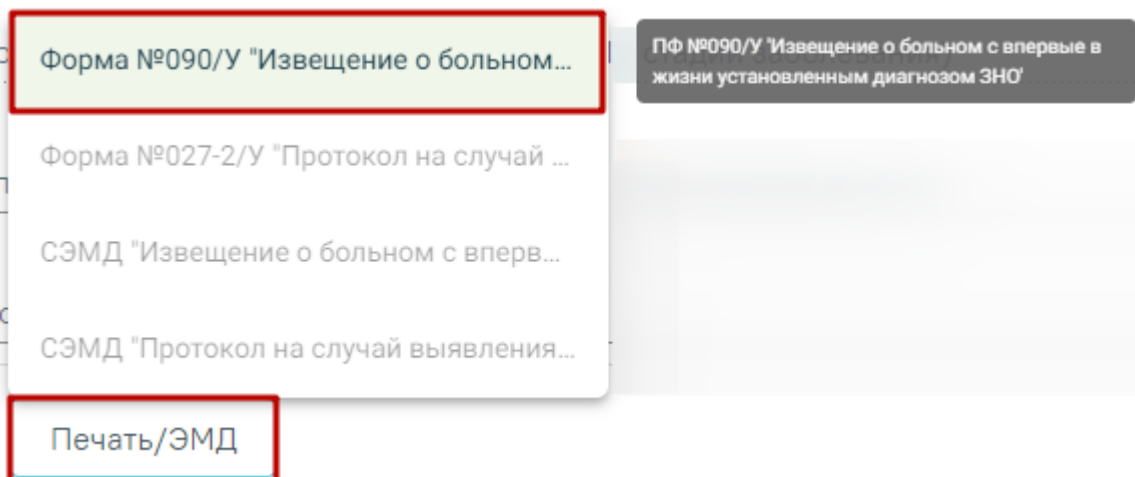 Форма №090/У "Извещение о больном...
ПФ №090/У 'Извещение о больном с впервые в
жизни установленным диагнозом ЗНО'
Форма №027-2/У "Протокол на случай ...
СЭМД "Извещение о больном с вперв...
СЭМД "Протокол на случай выявления...
Печать/ЭМД